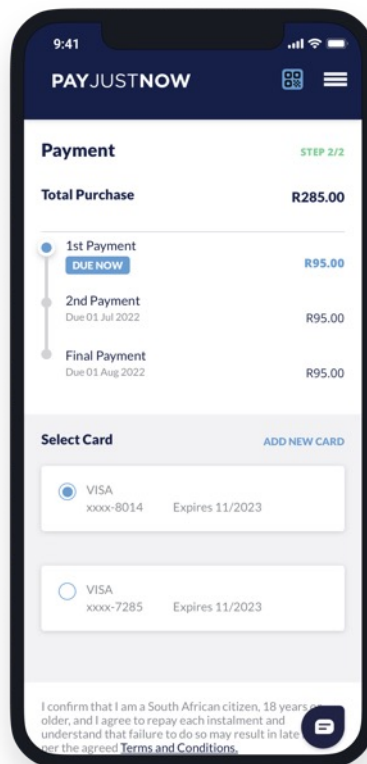 9:41
PAYJUSTNOW
Payment
STEP 2/2
Total Purchase
R285.00
1st Payment
DUE NOW
R95.00
2nd Payment
Due 01 Jul 2022
R95.00
Final Payment
Due 01 Aug 2022
R95.00
Select Card
ADD NEW CARD
VISA
xxxx-8014 Expires 11/2023
VISA
xxxx-7285 Expires 11/2023
I confirm that I am a South African citizen, 18 years or
older, and I agree to repay each instalment and
understand that failure to do so may result in late
per the agreed Terms and Conditions.